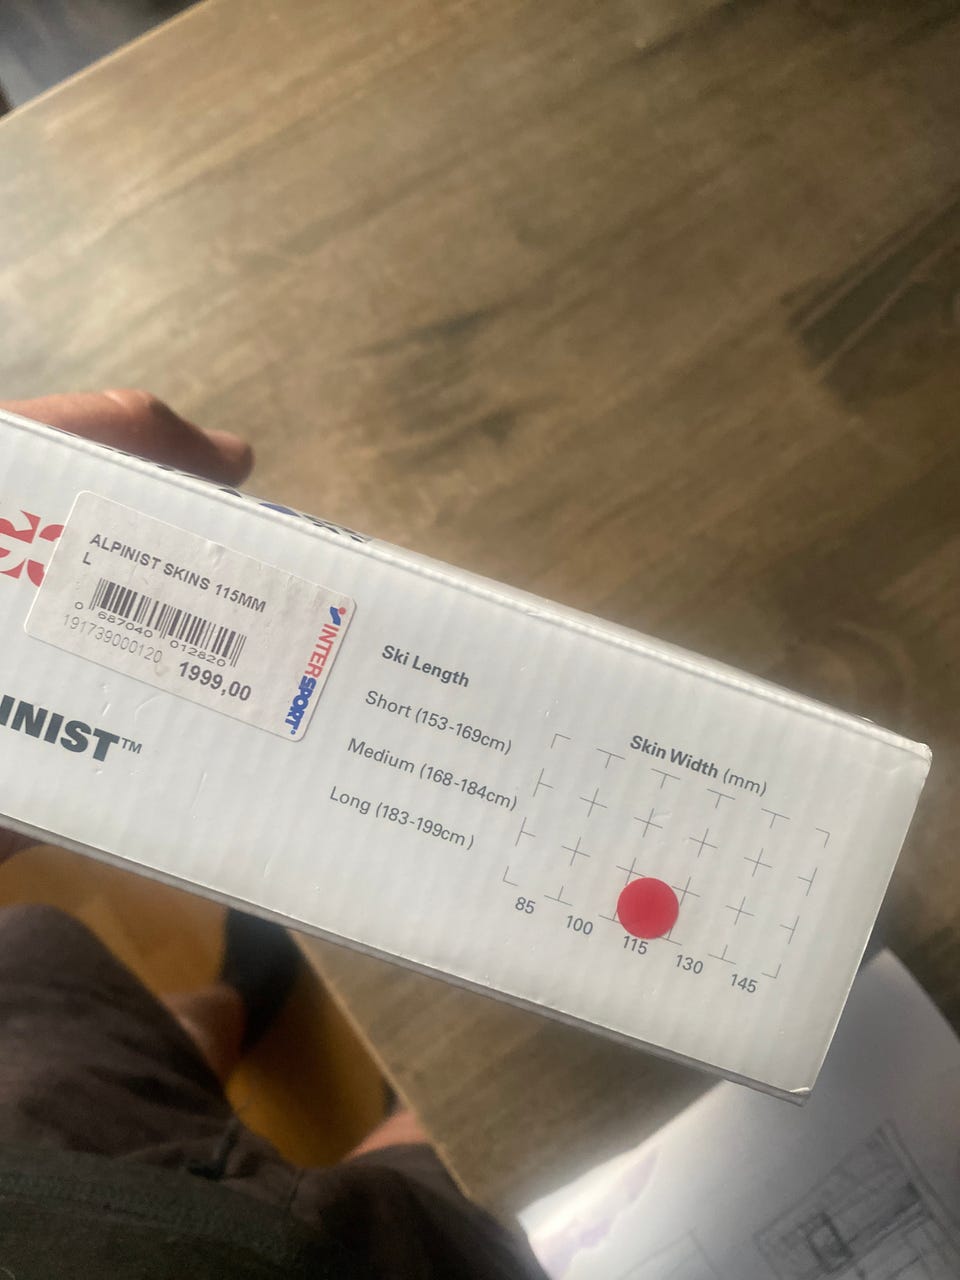 ALPINIST SKINS 115MM
L
0 687040 012820
191739000120
1999,00
INTERSPORT
INIST™
Ski Length
Short (153-169cm)
Medium (168-184cm)
Long (183-199cm)
Skin Width (mm)
85 100 115 130 145